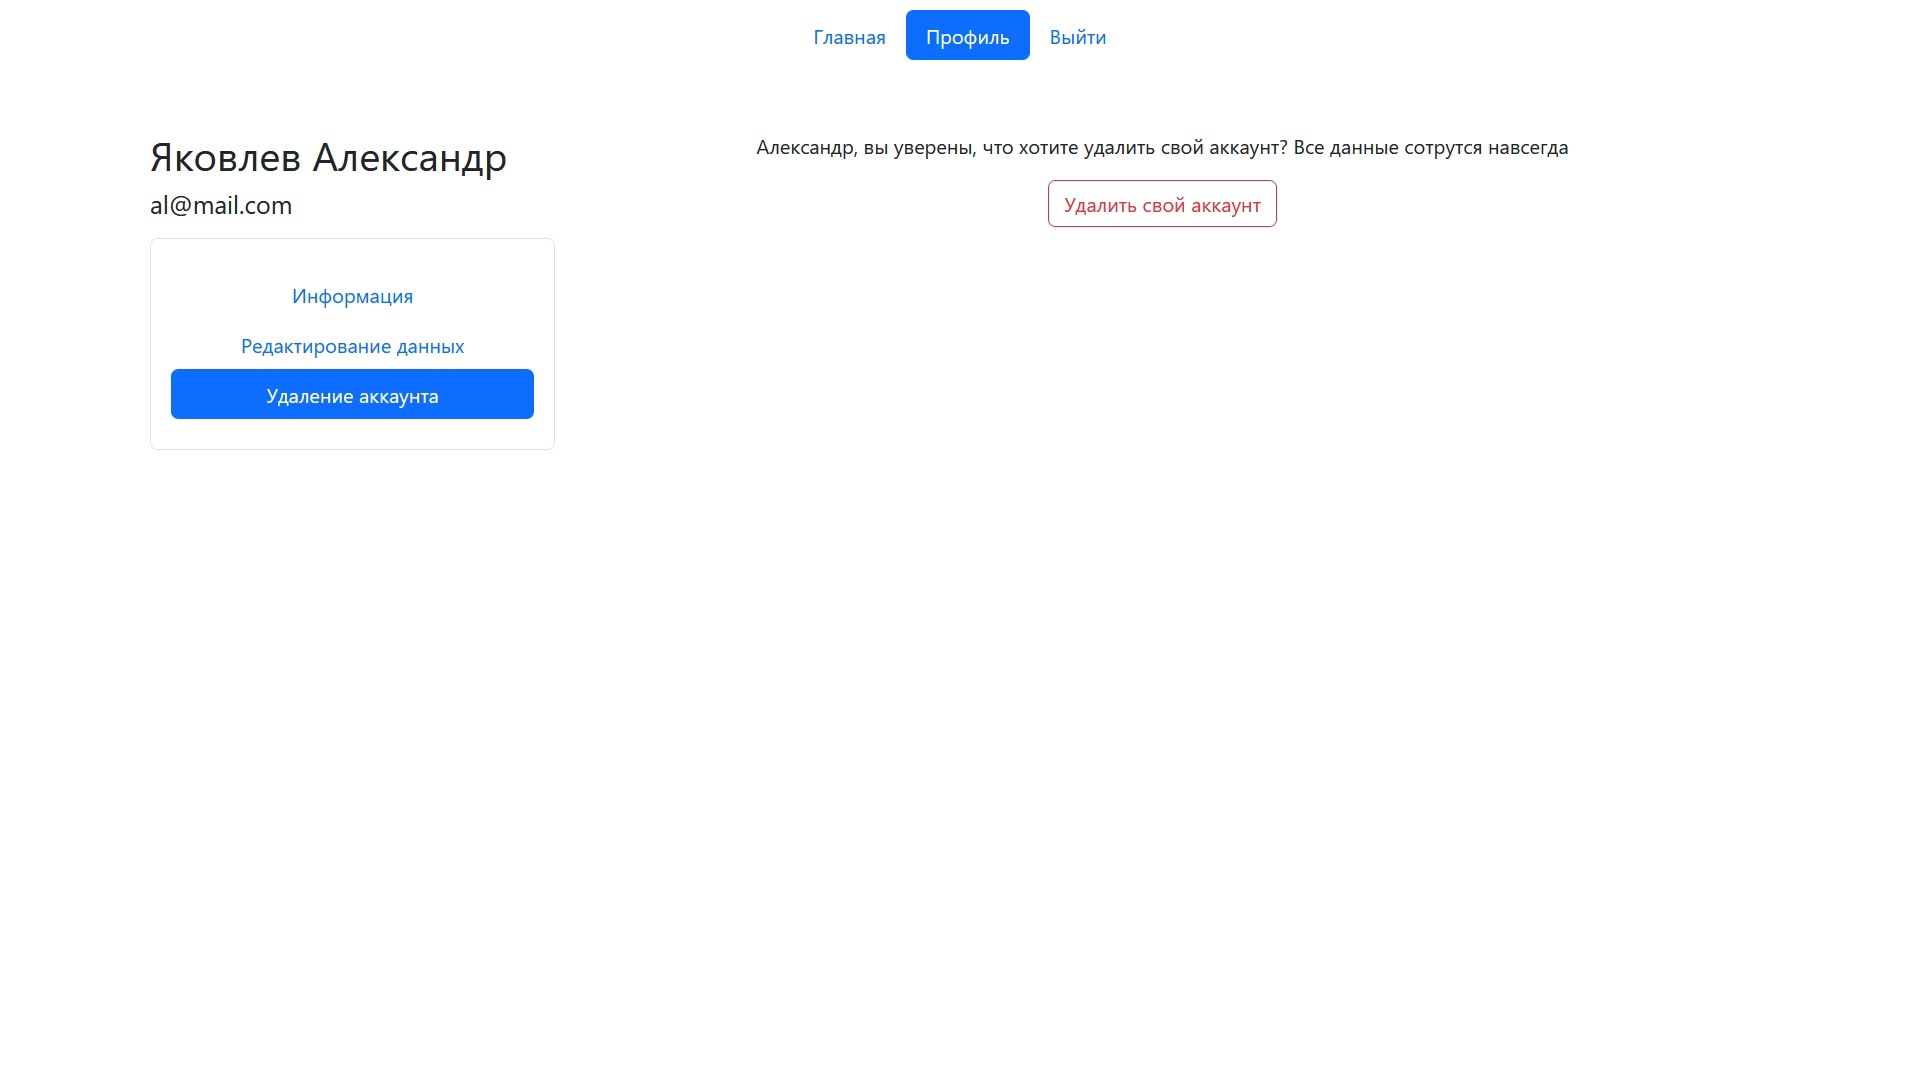 Главная Профиль Выйти
Яковлев Александр
al@mail.com
Информация
Редактирование данных
Удаление аккаунта
Александр, вы уверены, что хотите удалить свой аккаунт? Все данные сотрутся навсегда
Удалить свой аккаунт